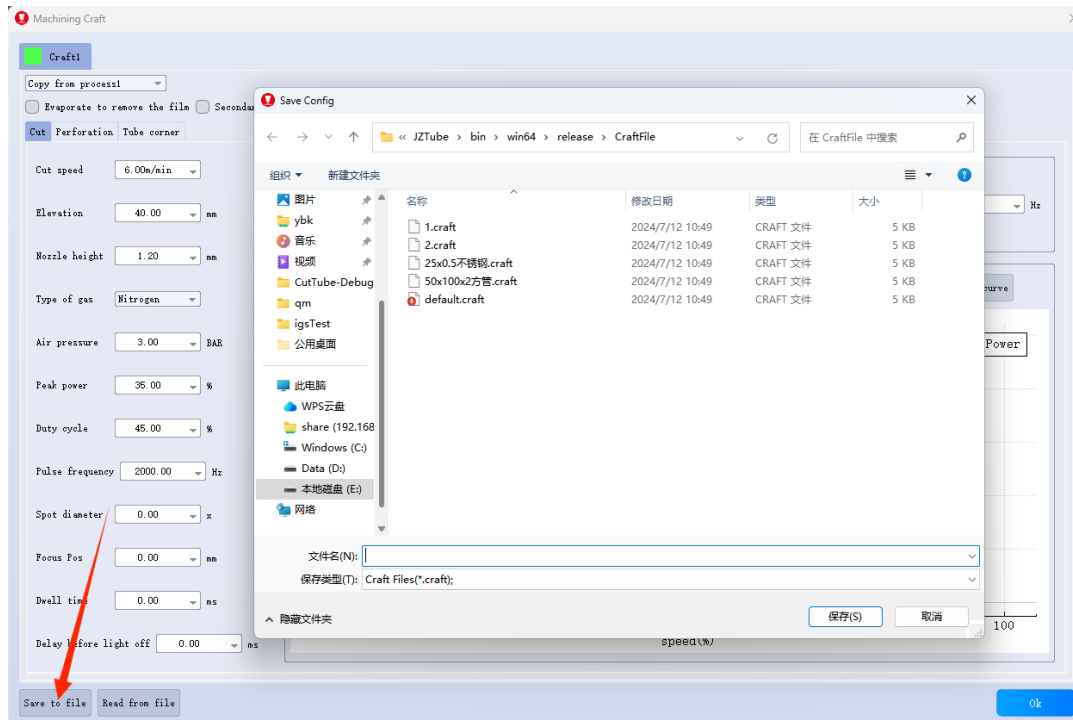 Machining Craft
Craft1
Copy from process1
Evaporate to remove the film
Cut Perforation Tube corner
Cut speed 6.00m/min
Elevation 40.00 mm
Nozzle height 1.20 mm
Type of gas Nitrogen
Air pressure 3.00 BAR
Peak power 35.00 %
Duty cycle 45.00 %
Pulse frequency 2000.00 Hz
Spot diameter 0.00 x
Focus Pos 0.00 mm
Dwell time 0.00 ms
Delay before light off 0.00 ms
Save to file Read from file
Save Config
« JZTube › bin › win64 › release › CraftFile
在 CraftFile 中搜索
组织 新建文件夹
图片
ybk
音乐
视频
CutTube-Debug
qm
igsTest
公用桌面
此电脑
WPS云盘
share (192.168
Windows (C:)
Data (D:)
本地磁盘 (E:)
网络
名称 修改日期 类型 大小
1.craft 2024/7/12 10:49 CRAFT 文件 5 KB
2.craft 2024/7/12 10:49 CRAFT 文件 5 KB
25x0.5不锈钢.craft 2024/7/12 10:49 CRAFT 文件 5 KB
50x100x2方管.craft 2024/7/12 10:49 CRAFT 文件 5 KB
default.craft 2024/7/12 10:49 CRAFT 文件 5 KB
文件名(N):
保存类型(T): Craft Files(*.craft);
隐藏文件夹 保存(S) 取消
Hz
Power
100
speed(%)
Ok